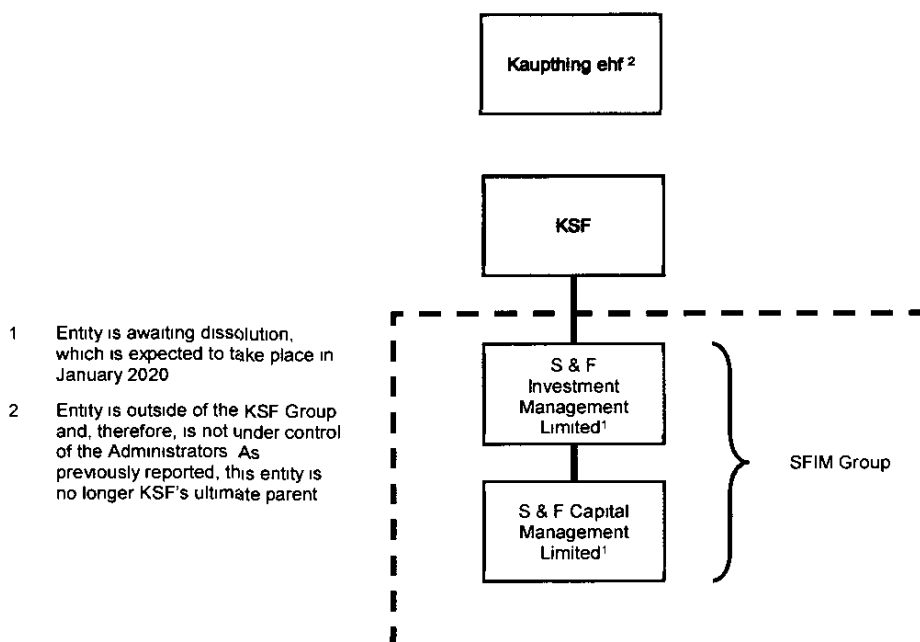 Kaupthing ehf ²
KSF
1 Entity is awaiting dissolution,
which is expected to take place in
January 2020
2 Entity is outside of the KSF Group
and, therefore, is not under control
of the Administrators As
previously reported, this entity is
no longer KSF's ultimate parent
S & F
Investment
Management
Limited¹
SFIM Group
S & F Capital
Management
Limited¹